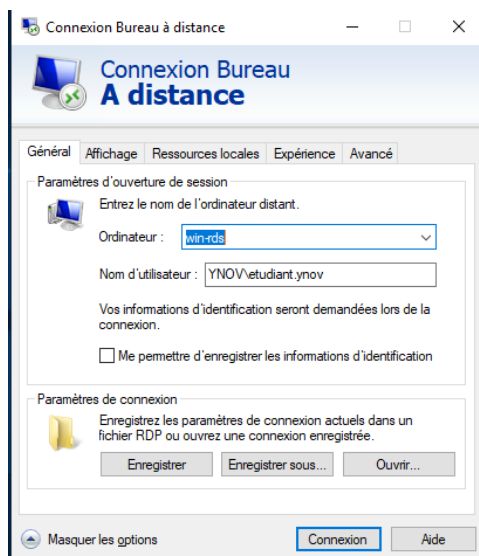 Connexion Bureau à distance
Connexion Bureau
A distance
Général Affichage Ressources locales Expérience Avancé
Paramètres d'ouverture de session
Entrez le nom de l'ordinateur distant.
Ordinateur : win-rds
Nom d'utilisateur : YNOV\etudiant.ynov
Vos informations d'identification seront demandées lors de la
connexion.
Me permettre d'enregistrer les informations d'identification
Paramètres de connexion
Enregistrez les paramètres de connexion actuels dans un
fichier RDP ou ouvrez une connexion enregistrée.
Enregistrer Enregistrer sous... Ouvrir...
Masquer les options Connexion Aide